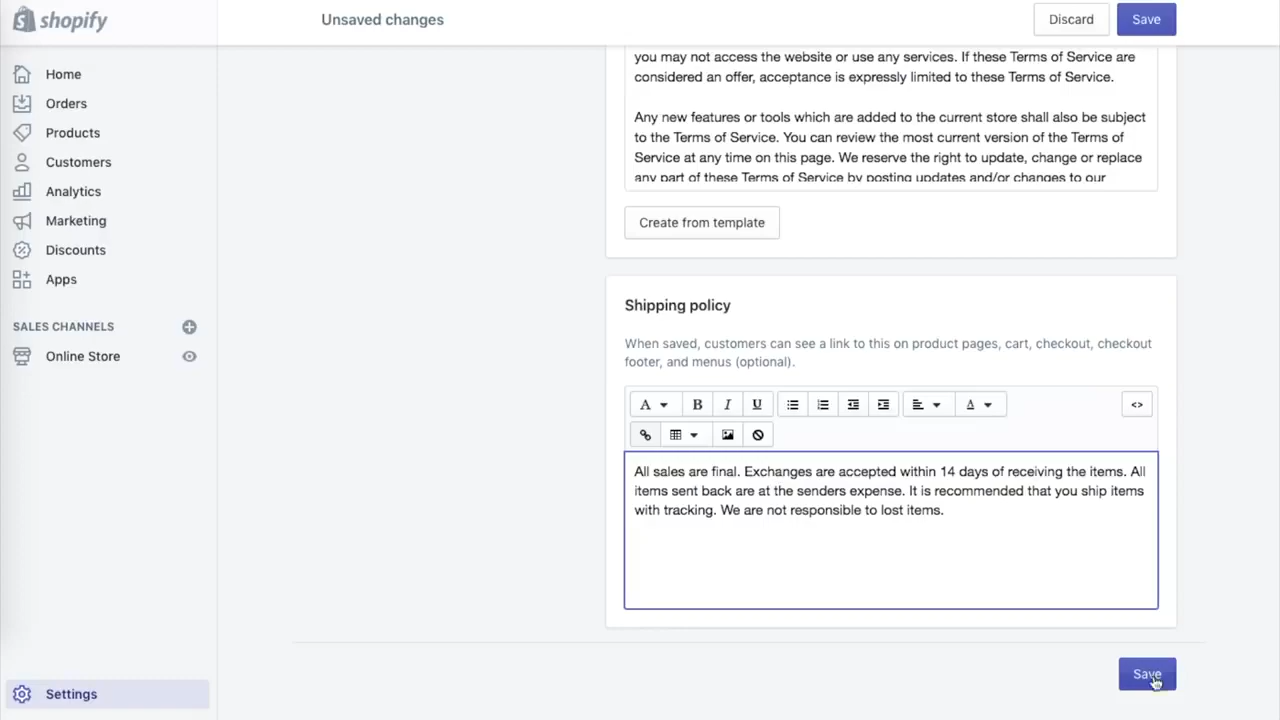 shopify
Unsaved changes
Discard
Save
Home
Orders
Products
Customers
Analytics
Marketing
Discounts
Apps
SALES CHANNELS
Online Store
Settings
you may not access the website or use any services. If these Terms of Service are
considered an offer, acceptance is expressly limited to these Terms of Service.
Any new features or tools which are added to the current store shall also be subject
to the Terms of Service. You can review the most current version of the Terms of
Service at any time on this page. We reserve the right to update, change or replace
any part of these Terms of Service by posting updates and/or changes to our
Create from template
Shipping policy
When saved, customers can see a link to this on product pages, cart, checkout, checkout
footer, and menus (optional).
A B I U A <>
All sales are final. Exchanges are accepted within 14 days of receiving the items. All
items sent back are at the senders expense. It is recommended that you ship items
with tracking. We are not responsible to lost items.
Save